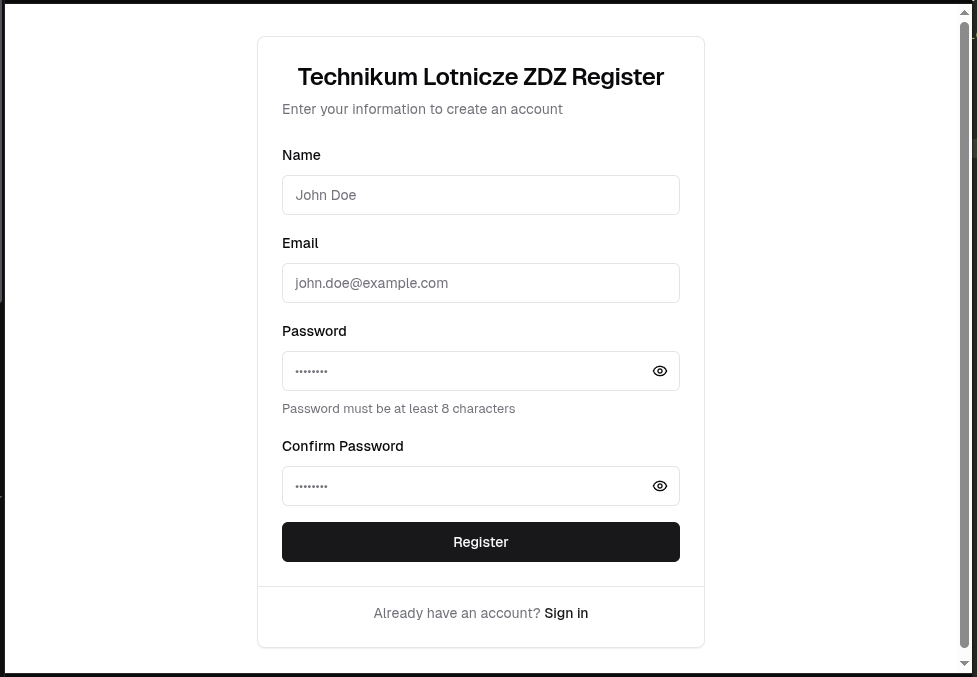 Technikum Lotnicze ZDZ Register
Enter your information to create an account
Name
John Doe
Email
john.doe@example.com
Password
••••••••
Password must be at least 8 characters
Confirm Password
••••••••
Register
Already have an account? Sign in